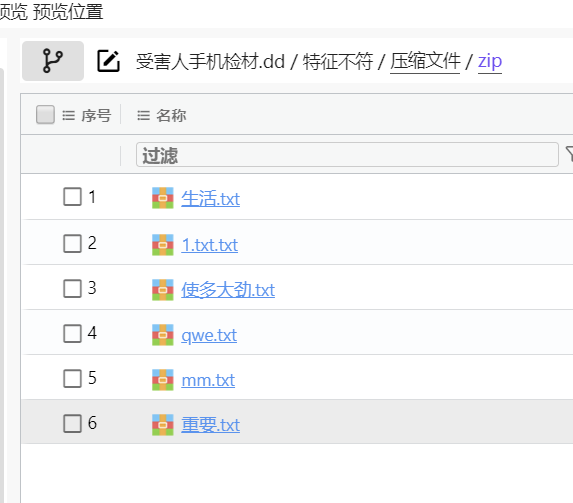 预览 预览位置
受害人手机检材.dd / 特征不符 / 压缩文件 / zip
序号 名称
过滤
1 生活.txt
2 1.txt.txt
3 使多大劲.txt
4 qwe.txt
5 mm.txt
6 重要.txt